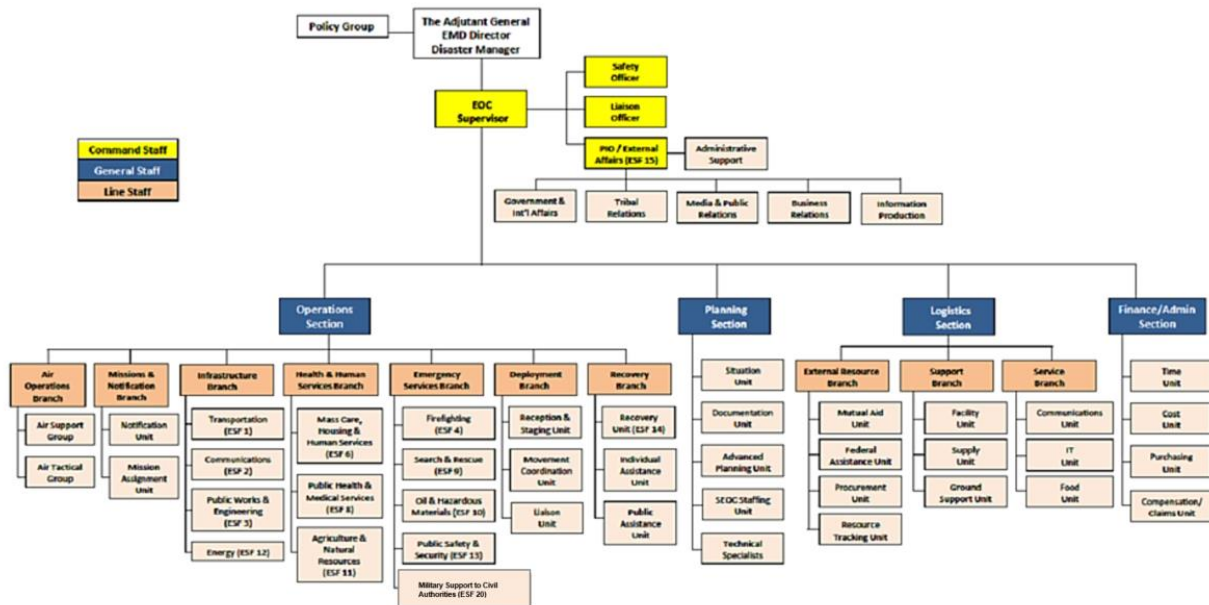 Policy Group
The Adjutant General
EMD Director
Disaster Manager
Safety
Officer
EOC
Supervisor
Liaison
Officer
PIO / External
Affairs (ESF 15)
Administrative
Support
Command Staff
General Staff
Line Staff
Government &
Int'l Affairs
Tribal
Relations
Media & Public
Relations
Business
Relations
Information
Production
Operations
Section
Planning
Section
Logistics
Section
Finance/Admin
Section
Air
Operations
Branch
Missions &
Notification
Branch
Infrastructure
Branch
Health & Human
Services Branch
Emergency
Services Branch
Deployment
Branch
Recovery
Branch
External Resource
Branch
Support
Branch
Service
Branch
Air Support
Group
Air Tactical
Group
Notification
Unit
Mission
Assignment
Unit
Transportation
(ESF 1)
Communications
(ESF 2)
Public Works &
Engineering
(ESF 3)
Energy (ESF 12)
Mass Care,
Housing &
Human Services
(ESF 6)
Public Health &
Medical Services
(ESF 8)
Agriculture &
Natural
Resources
(ESF 11)
Firefighting
(ESF 4)
Search & Rescue
(ESF 9)
Oil & Hazardous
Materials (ESF 10)
Public Safety &
Security (ESF 13)
Military Support to Civil
Authorities (ESF 20)
Reception &
Staging Unit
Movement
Coordination
Unit
Liaison
Unit
Recovery
Unit (ESF 14)
Individual
Assistance
Unit
Public
Assistance
Unit
Situation
Unit
Documentation
Unit
Advanced
Planning Unit
SEOC Staffing
Unit
Technical
Specialists
Mutual Aid
Unit
Federal
Assistance Unit
Procurement
Unit
Resource
Tracking Unit
Facility
Unit
Supply
Unit
Ground
Support Unit
Communications
Unit
IT
Unit
Food
Unit
Time
Unit
Cost
Unit
Purchasing
Unit
Compensation/
Claims Unit